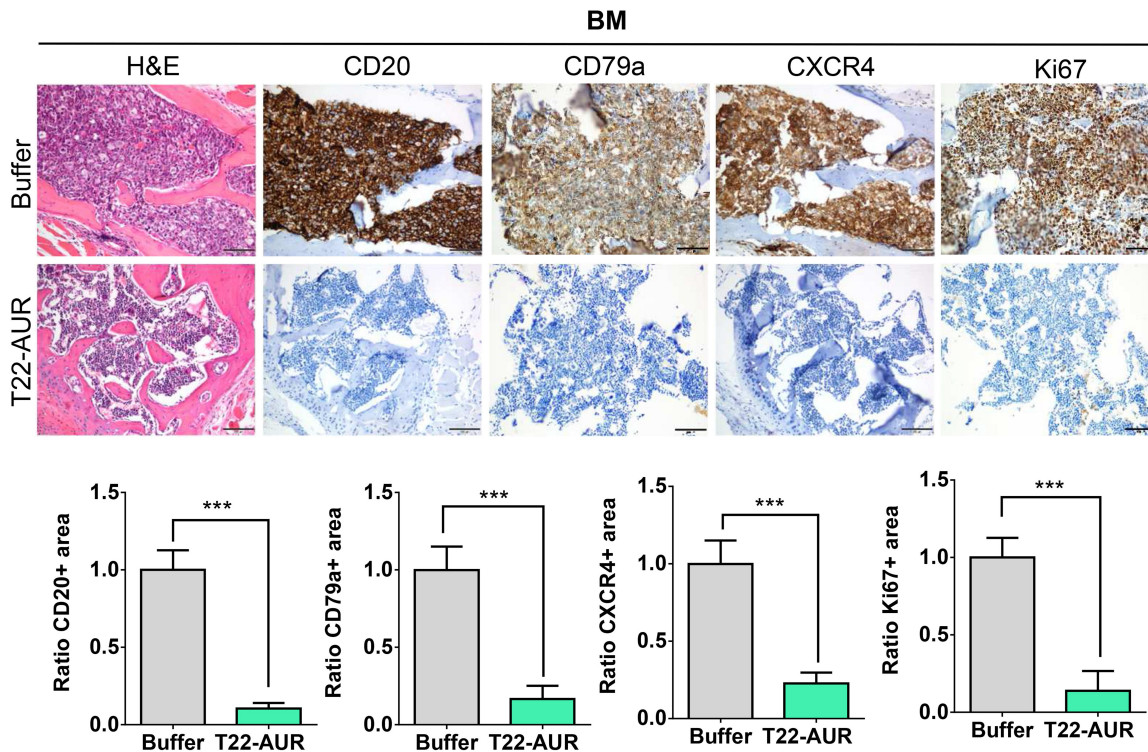 BM
H&E CD20 CD79a CXCR4 Ki67
Buffer
T22-AUR
Ratio CD20+ area
1.5
1.0
0.5
0.0
***
Buffer T22-AUR
Ratio CD79a+ area
1.5
1.0
0.5
0.0
***
Buffer T22-AUR
Ratio CXCR4+ area
1.5
1.0
0.5
0.0
***
Buffer T22-AUR
Ratio Ki67+ area
1.5
1.0
0.5
0.0
***
Buffer T22-AUR